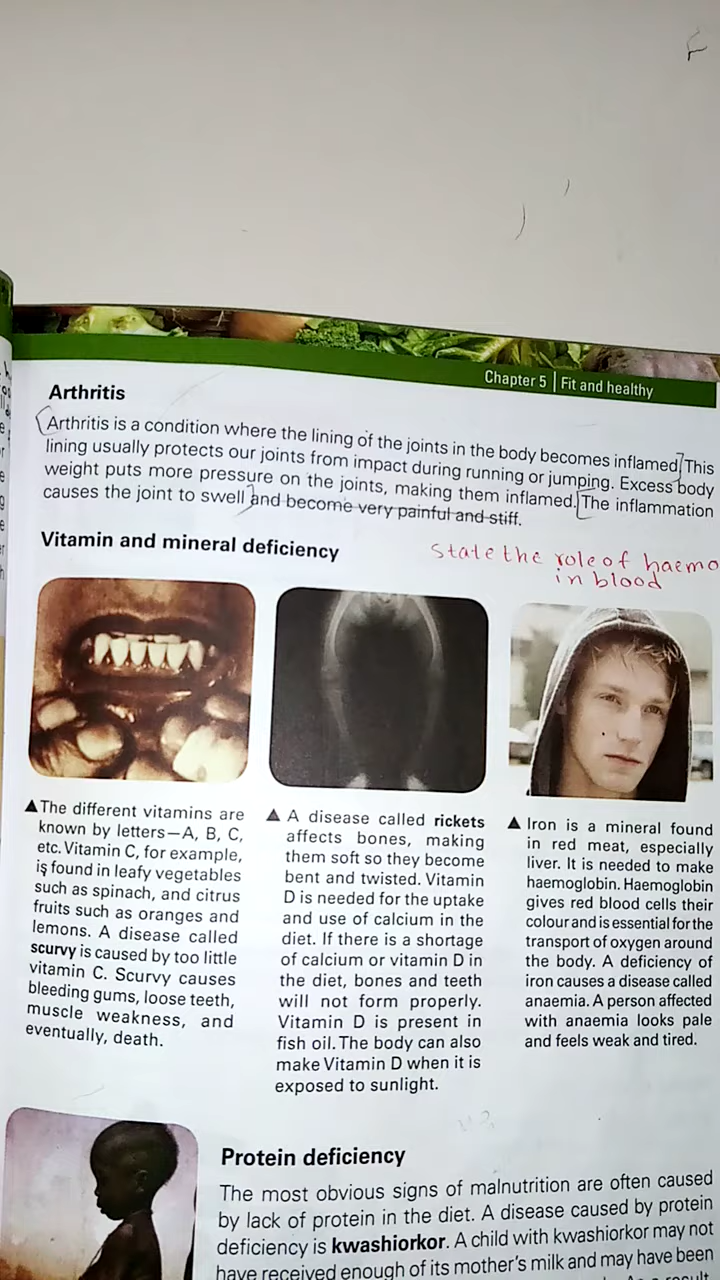 Chapter 5 | Fit and healthy
Arthritis
Arthritis is a condition where the lining of the joints in the body becomes inflamed. This
lining usually protects our joints from impact during running or jumping. Excess body
weight puts more pressure on the joints, making them inflamed. The inflammation
causes the joint to swell and become very painful and stiff.
Vitamin and mineral deficiency
State the role of haemo
in blood
▲The different vitamins are
known by letters—A, B, C,
etc. Vitamin C, for example,
is found in leafy vegetables
such as spinach, and citrus
fruits such as oranges and
lemons. A disease called
scurvy is caused by too little
vitamin C. Scurvy causes
bleeding gums, loose teeth,
muscle weakness, and
eventually, death.
▲ A disease called rickets
affects bones, making
them soft so they become
bent and twisted. Vitamin
D is needed for the uptake
and use of calcium in the
diet. If there is a shortage
of calcium or vitamin D in
the diet, bones and teeth
will not form properly.
Vitamin D is present in
fish oil. The body can also
make Vitamin D when it is
exposed to sunlight.
▲ Iron is a mineral found
in red meat, especially
liver. It is needed to make
haemoglobin. Haemoglobin
gives red blood cells their
colour and is essential for the
transport of oxygen around
the body. A deficiency of
iron causes a disease called
anaemia. A person affected
with anaemia looks pale
and feels weak and tired.
Protein deficiency
The most obvious signs of malnutrition are often caused
by lack of protein in the diet. A disease caused by protein
deficiency is kwashiorkor. A child with kwashiorkor may not
have received enough of its mother's milk and may have been